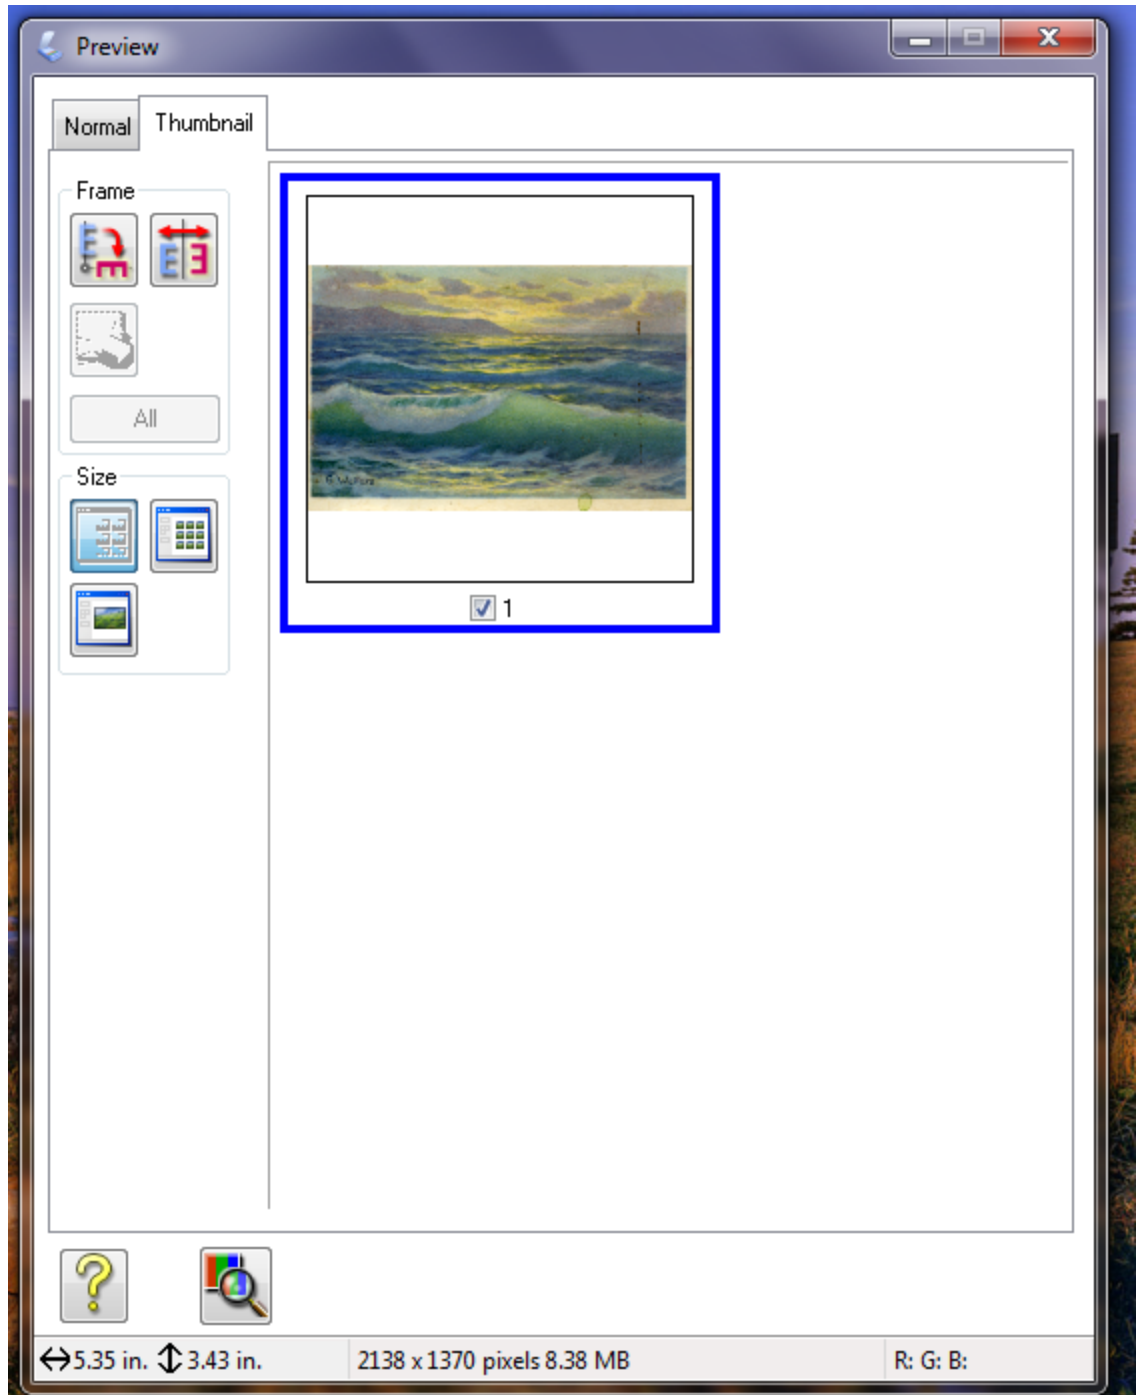 Preview
Normal
Thumbnail
Frame
All
Size
1
5.35 in. 3.43 in.
2138 x 1370 pixels 8.38 MB
R: G: B: